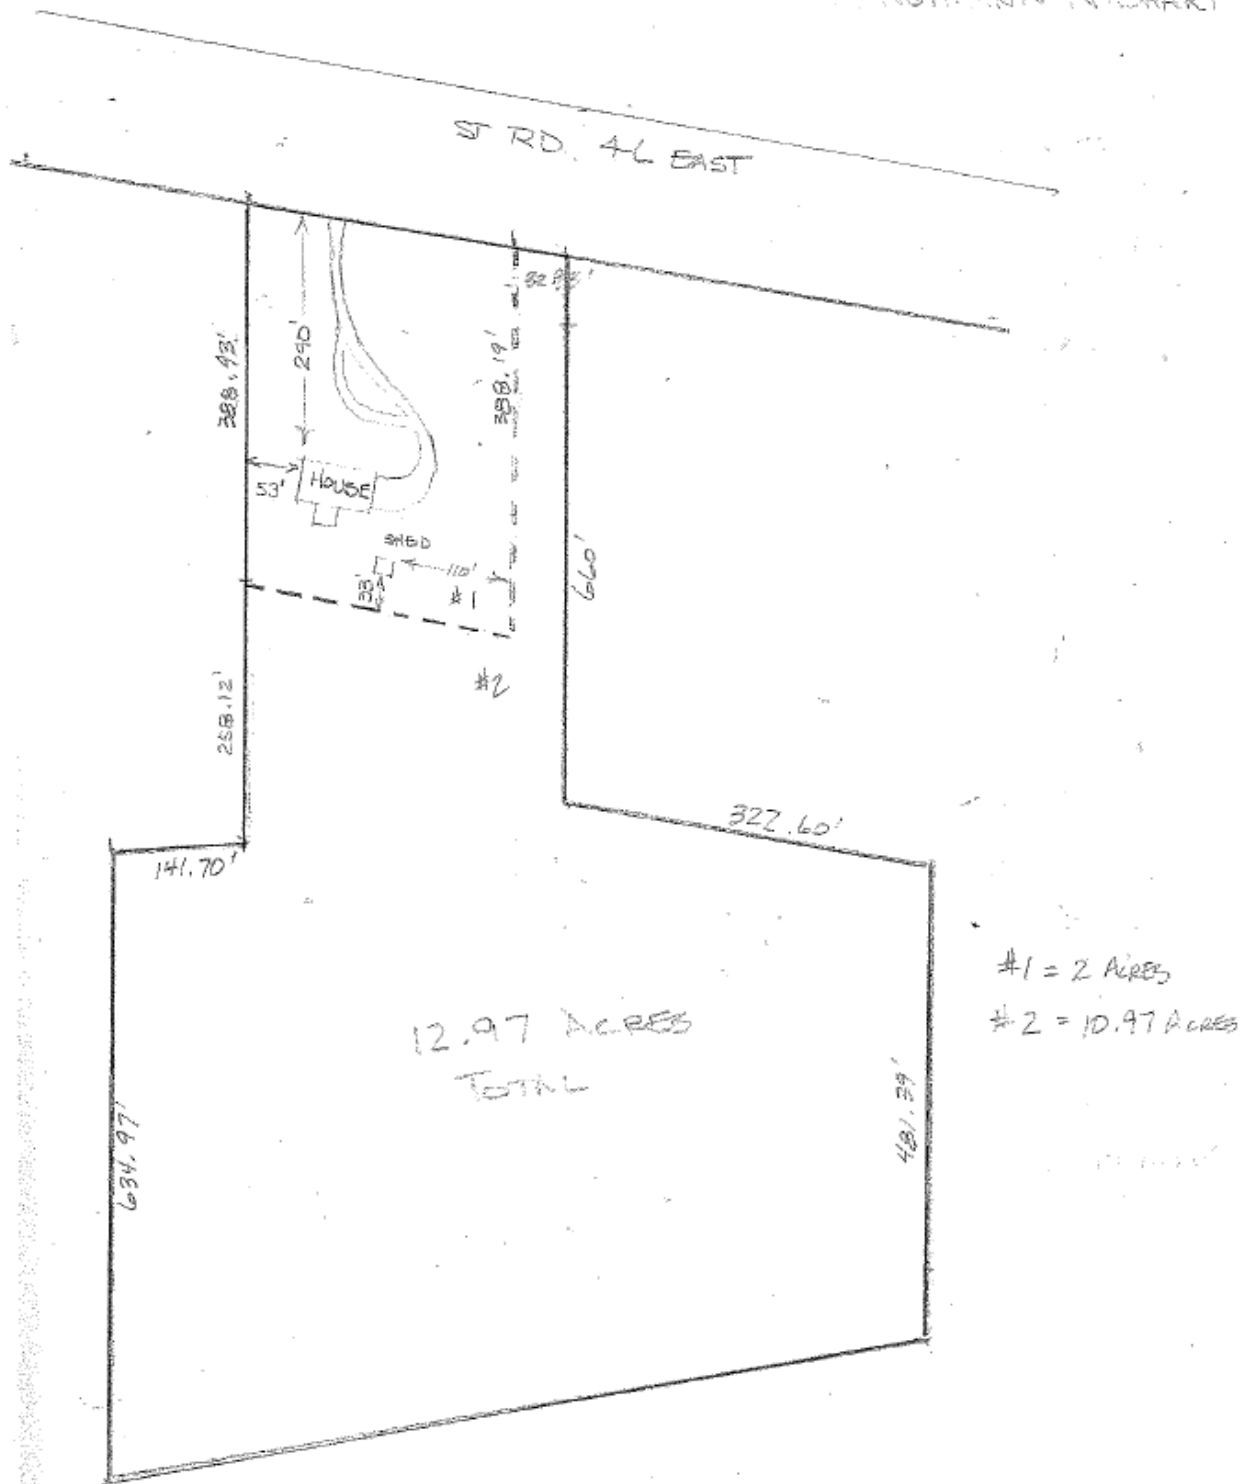 ST RD. 46 EAST
388.43'
290'
388.19'
53'
HOUSE
SHED
110'
33'
#1
660'
#2
258.12'
322.60'
141.70'
#1 = 2 ACRES
#2 = 10.97 ACRES
12.97 ACRES
TOTAL
634.97'
481.39'